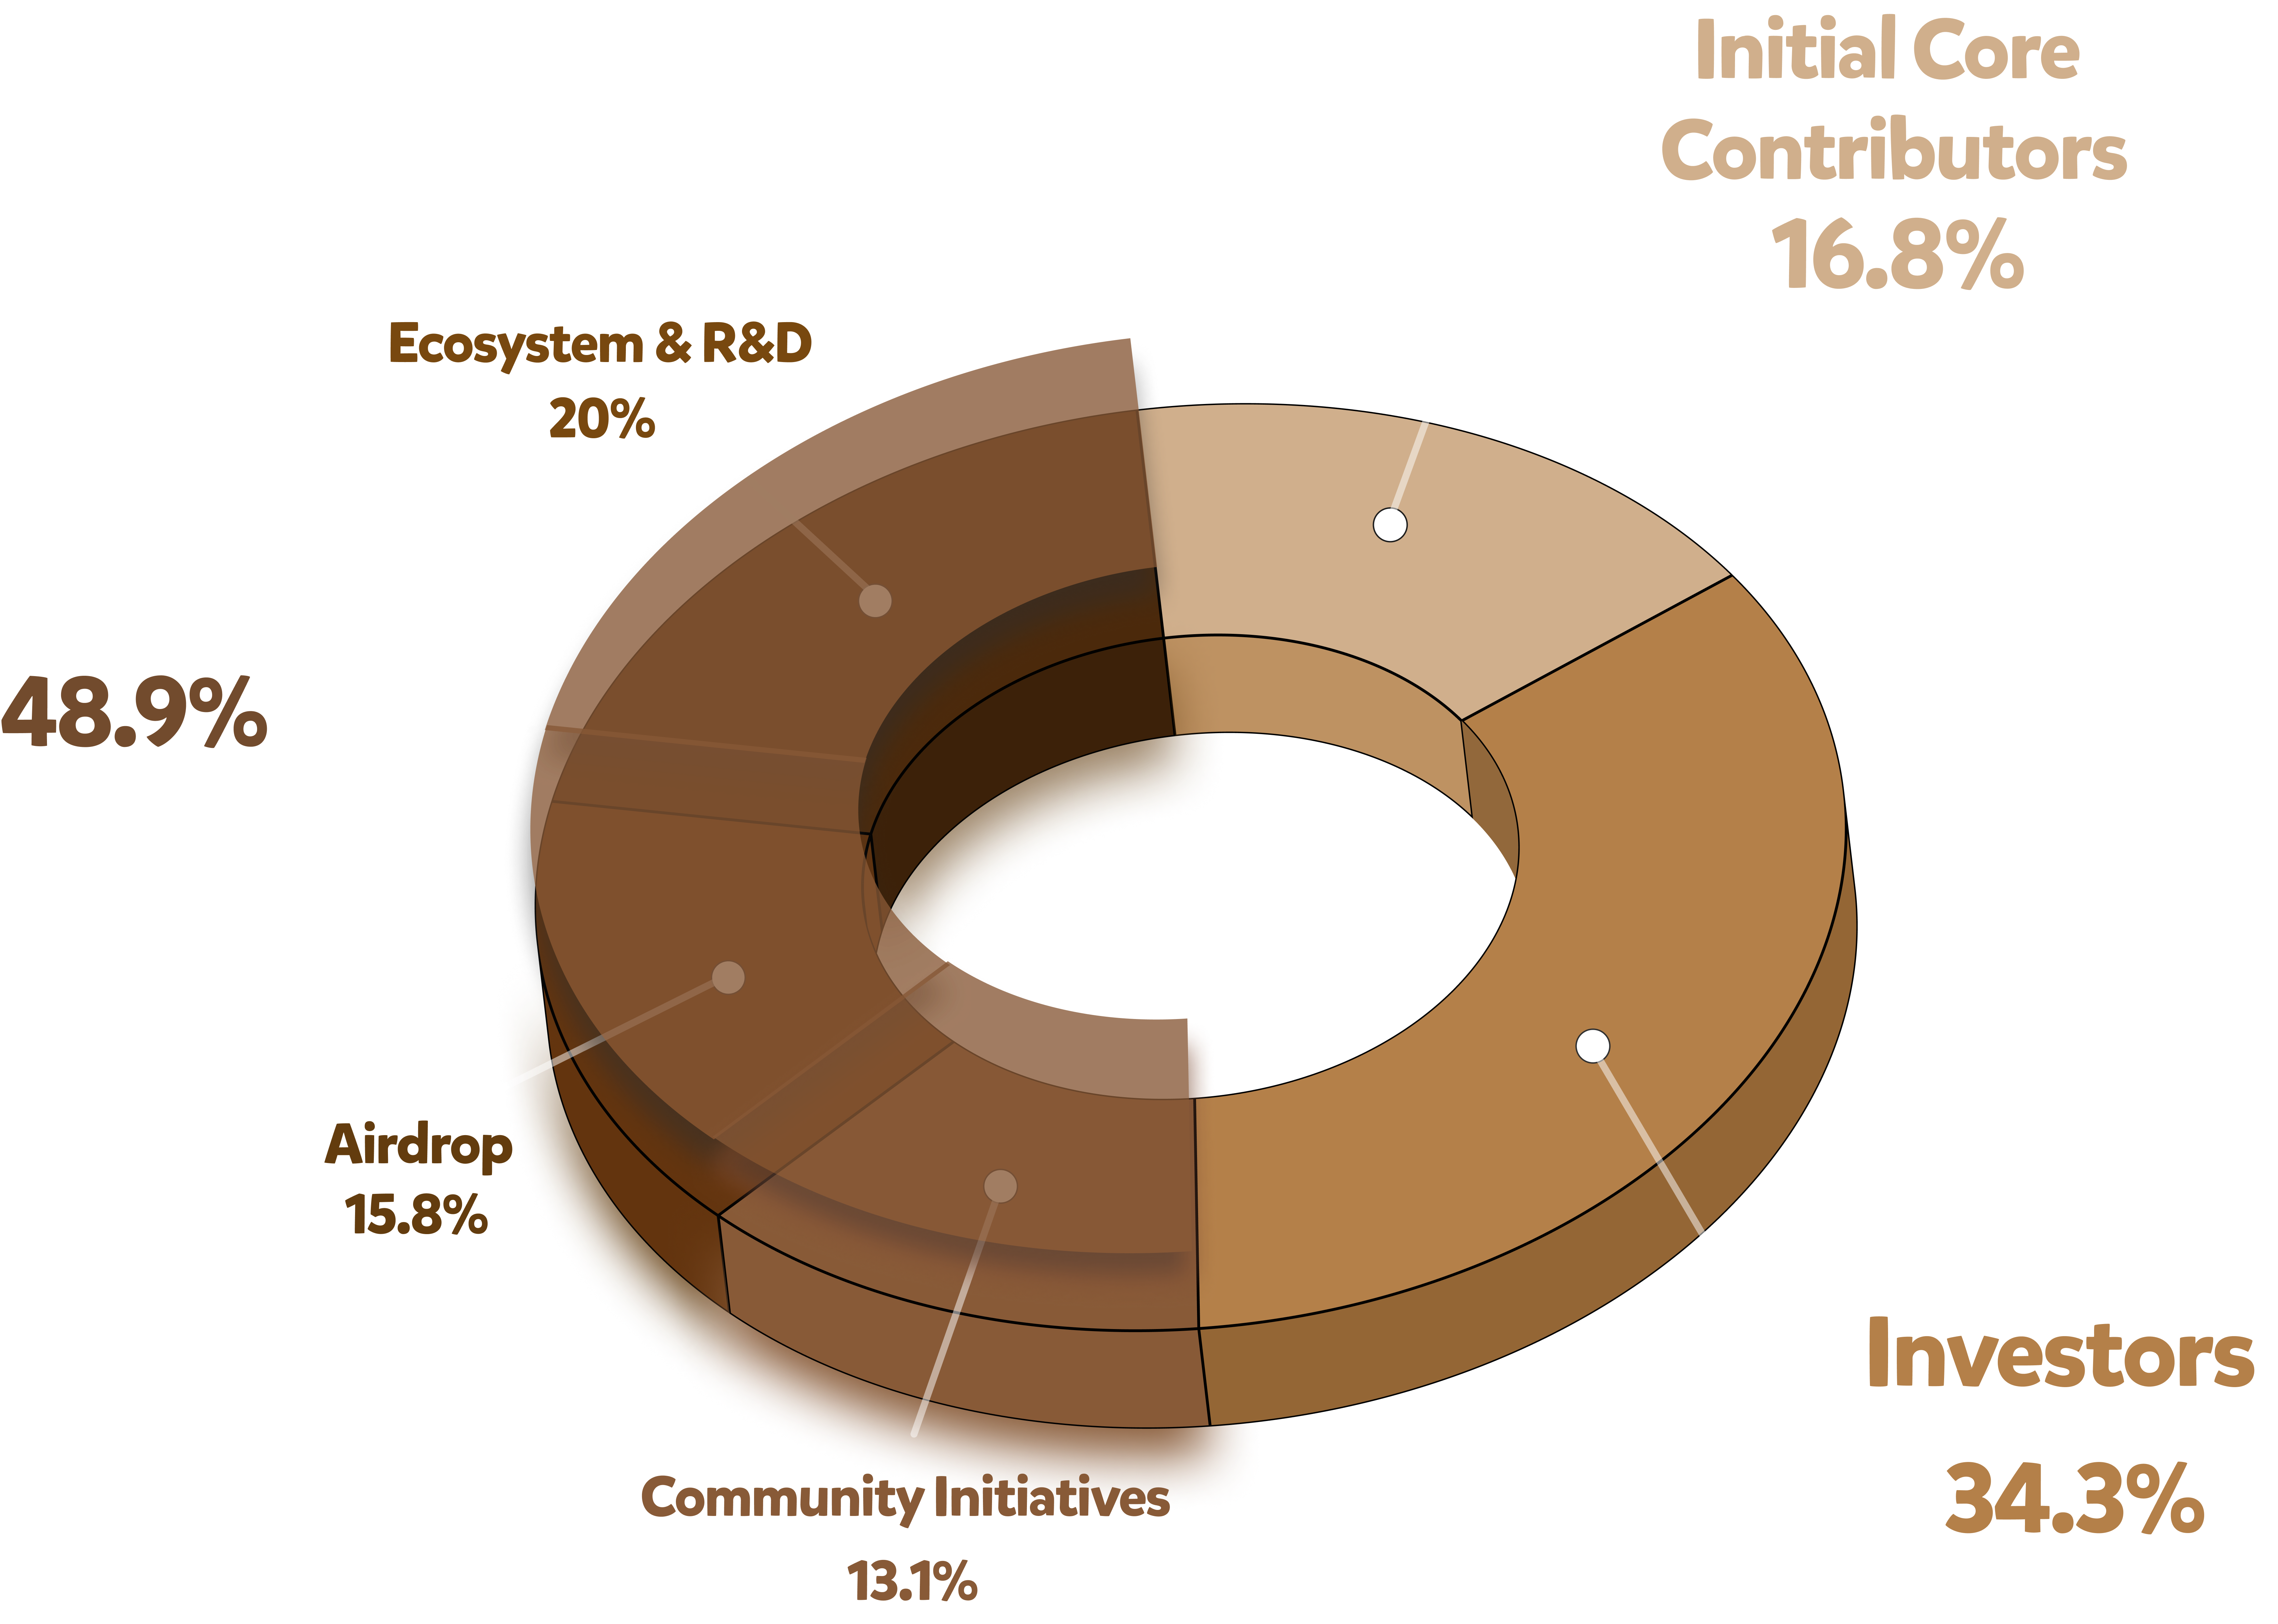 Initial Core
Contributors
16.8%
Ecosystem & R&D
20%
48.9%
Airdrop
15.8%
Investors
34.3%
Community Initiatives
13.1%